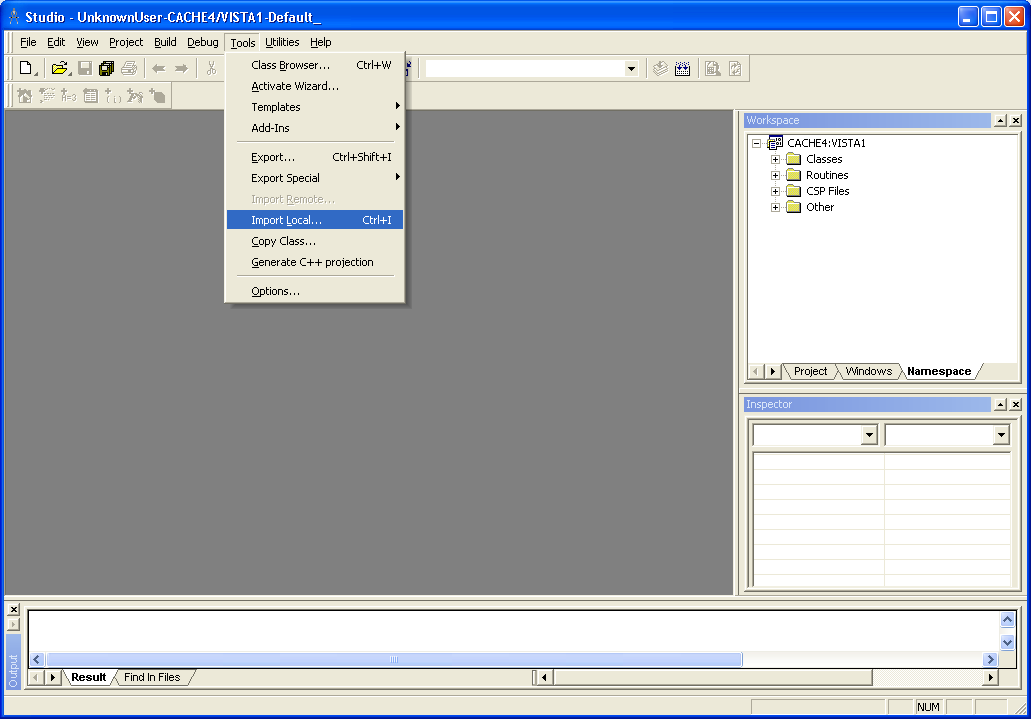 Studio - UnknownUser-CACHE4/VISTA1-Default_
File Edit View Project Build Debug Tools Utilities Help
Class Browser... Ctrl+W
Activate Wizard...
Templates
Add-Ins
Export... Ctrl+Shift+I
Export Special
Import Remote...
Import Local... Ctrl+I
Copy Class...
Generate C++ projection
Options...
Workspace
CACHE4:VISTA1
Classes
Routines
CSP Files
Other
Project Windows Namespace
Inspector
Output
Result Find In Files
NUM